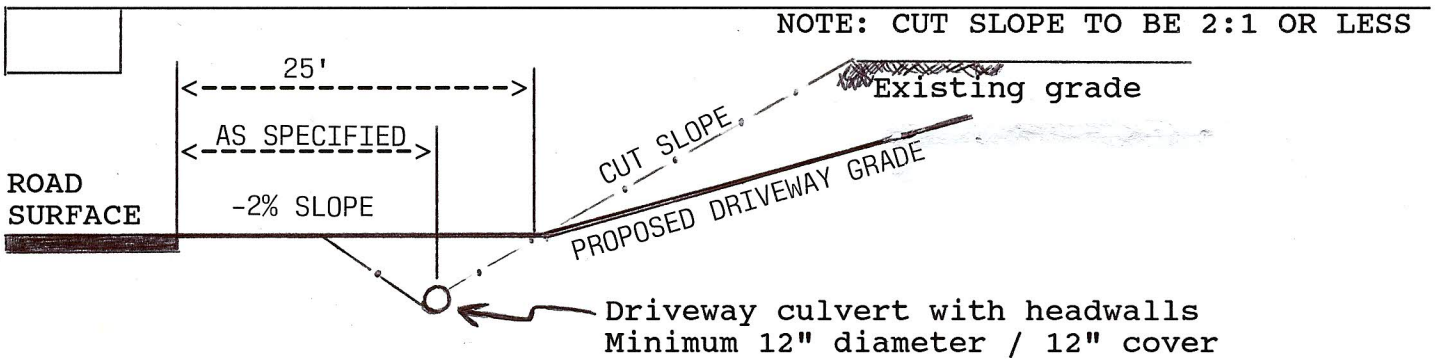 NOTE: CUT SLOPE TO BE 2:1 OR LESS
25'
Existing grade
AS SPECIFIED
CUT SLOPE
ROAD
SURFACE
-2% SLOPE
PROPOSED DRIVEWAY GRADE
Driveway culvert with headwalls
Minimum 12" diameter / 12" cover